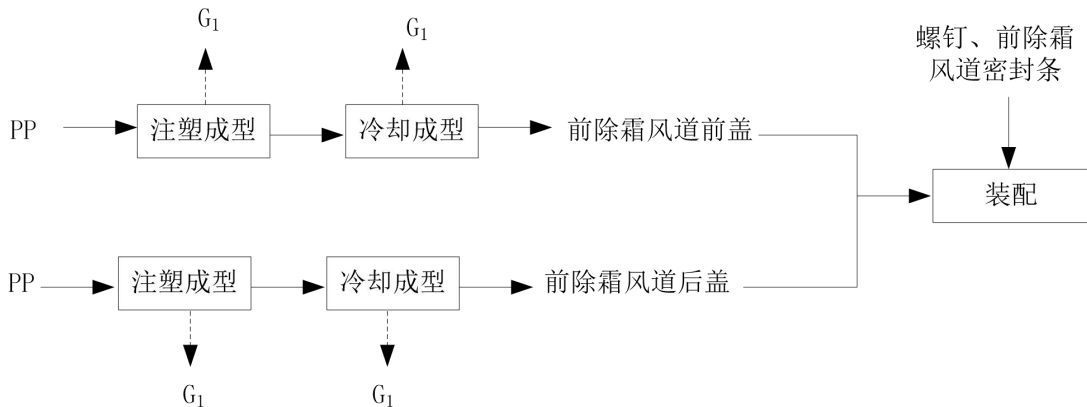 G₁
G₁
螺钉、前除霜
风道密封条
PP
注塑成型
冷却成型
前除霜风道前盖
装配
PP
注塑成型
冷却成型
前除霜风道后盖
G₁
G₁